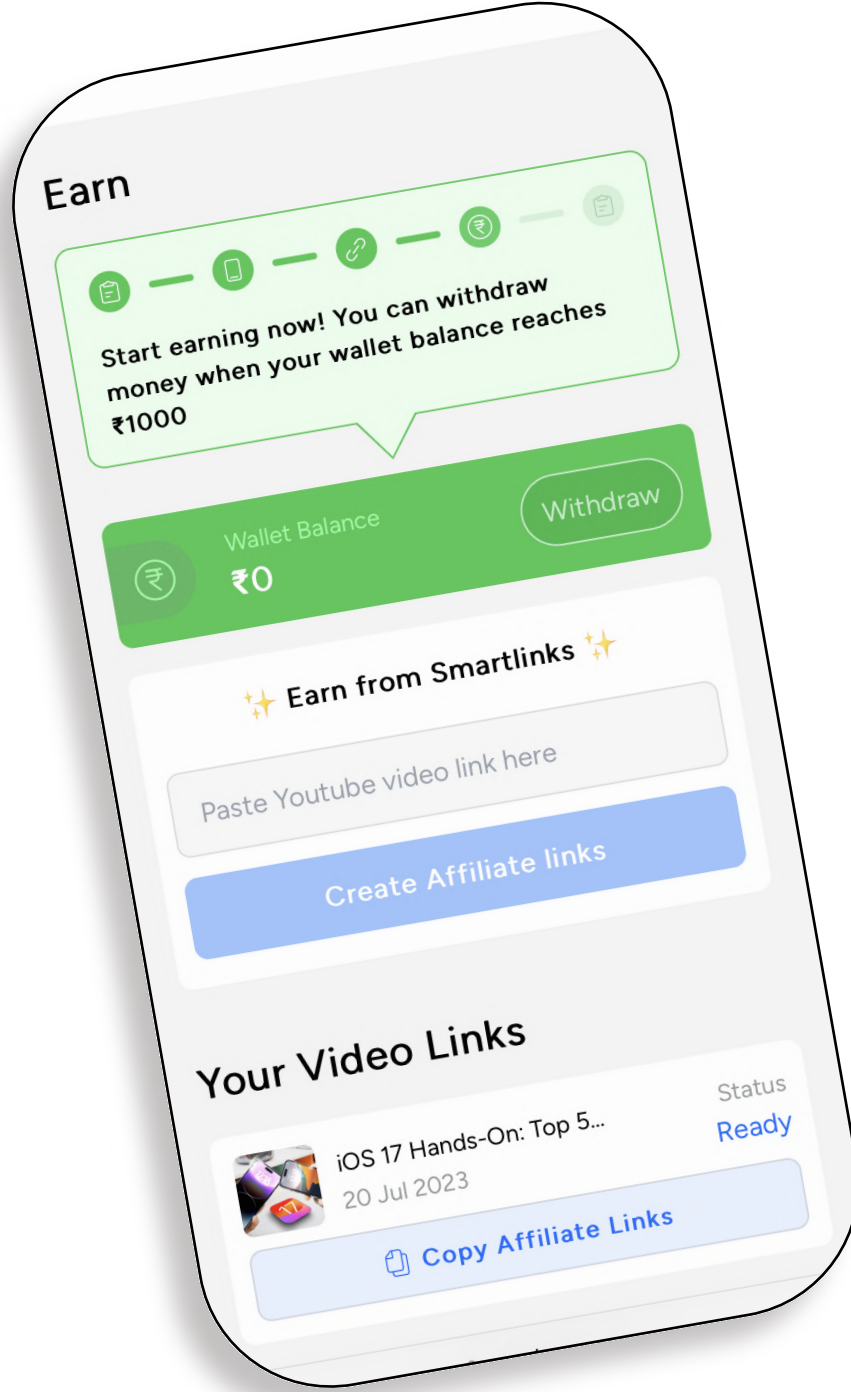 Earn
Start earning now! You can withdraw
money when your wallet balance reaches
₹1000
Wallet Balance
₹0
Withdraw
✨ Earn from Smartlinks ✨
Paste Youtube video link here
Create Affiliate links
Your Video Links
iOS 17 Hands-On: Top 5...
20 Jul 2023
Status
Ready
17
Copy Affiliate Links